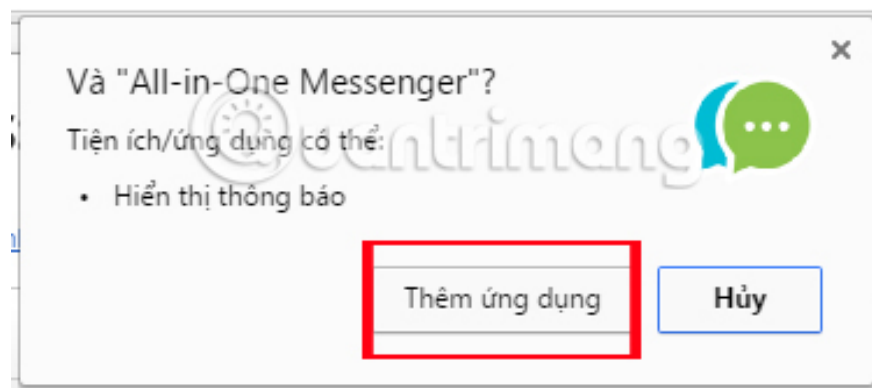 Và "All-in-One Messenger"?
Tiện ích/ứng dụng có thể:
• Hiển thị thông báo
Quantrimang
Thêm ứng dụng
Hủy